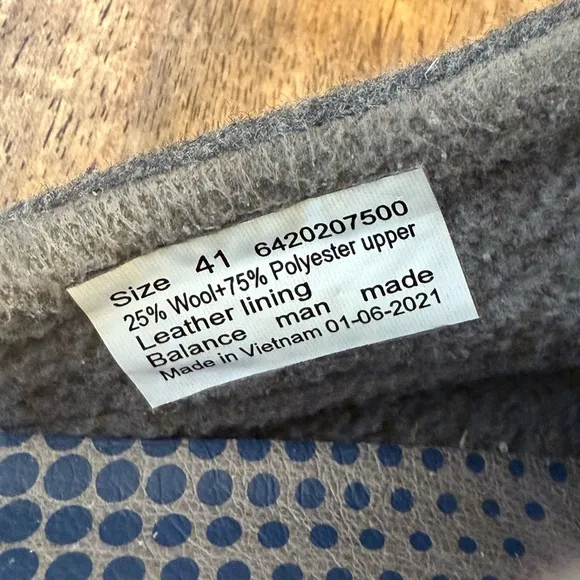 Size 41 6420207500
25% Wool+75% Polyester upper
Leather lining
Balance man made
Made in Vietnam 01-06-2021